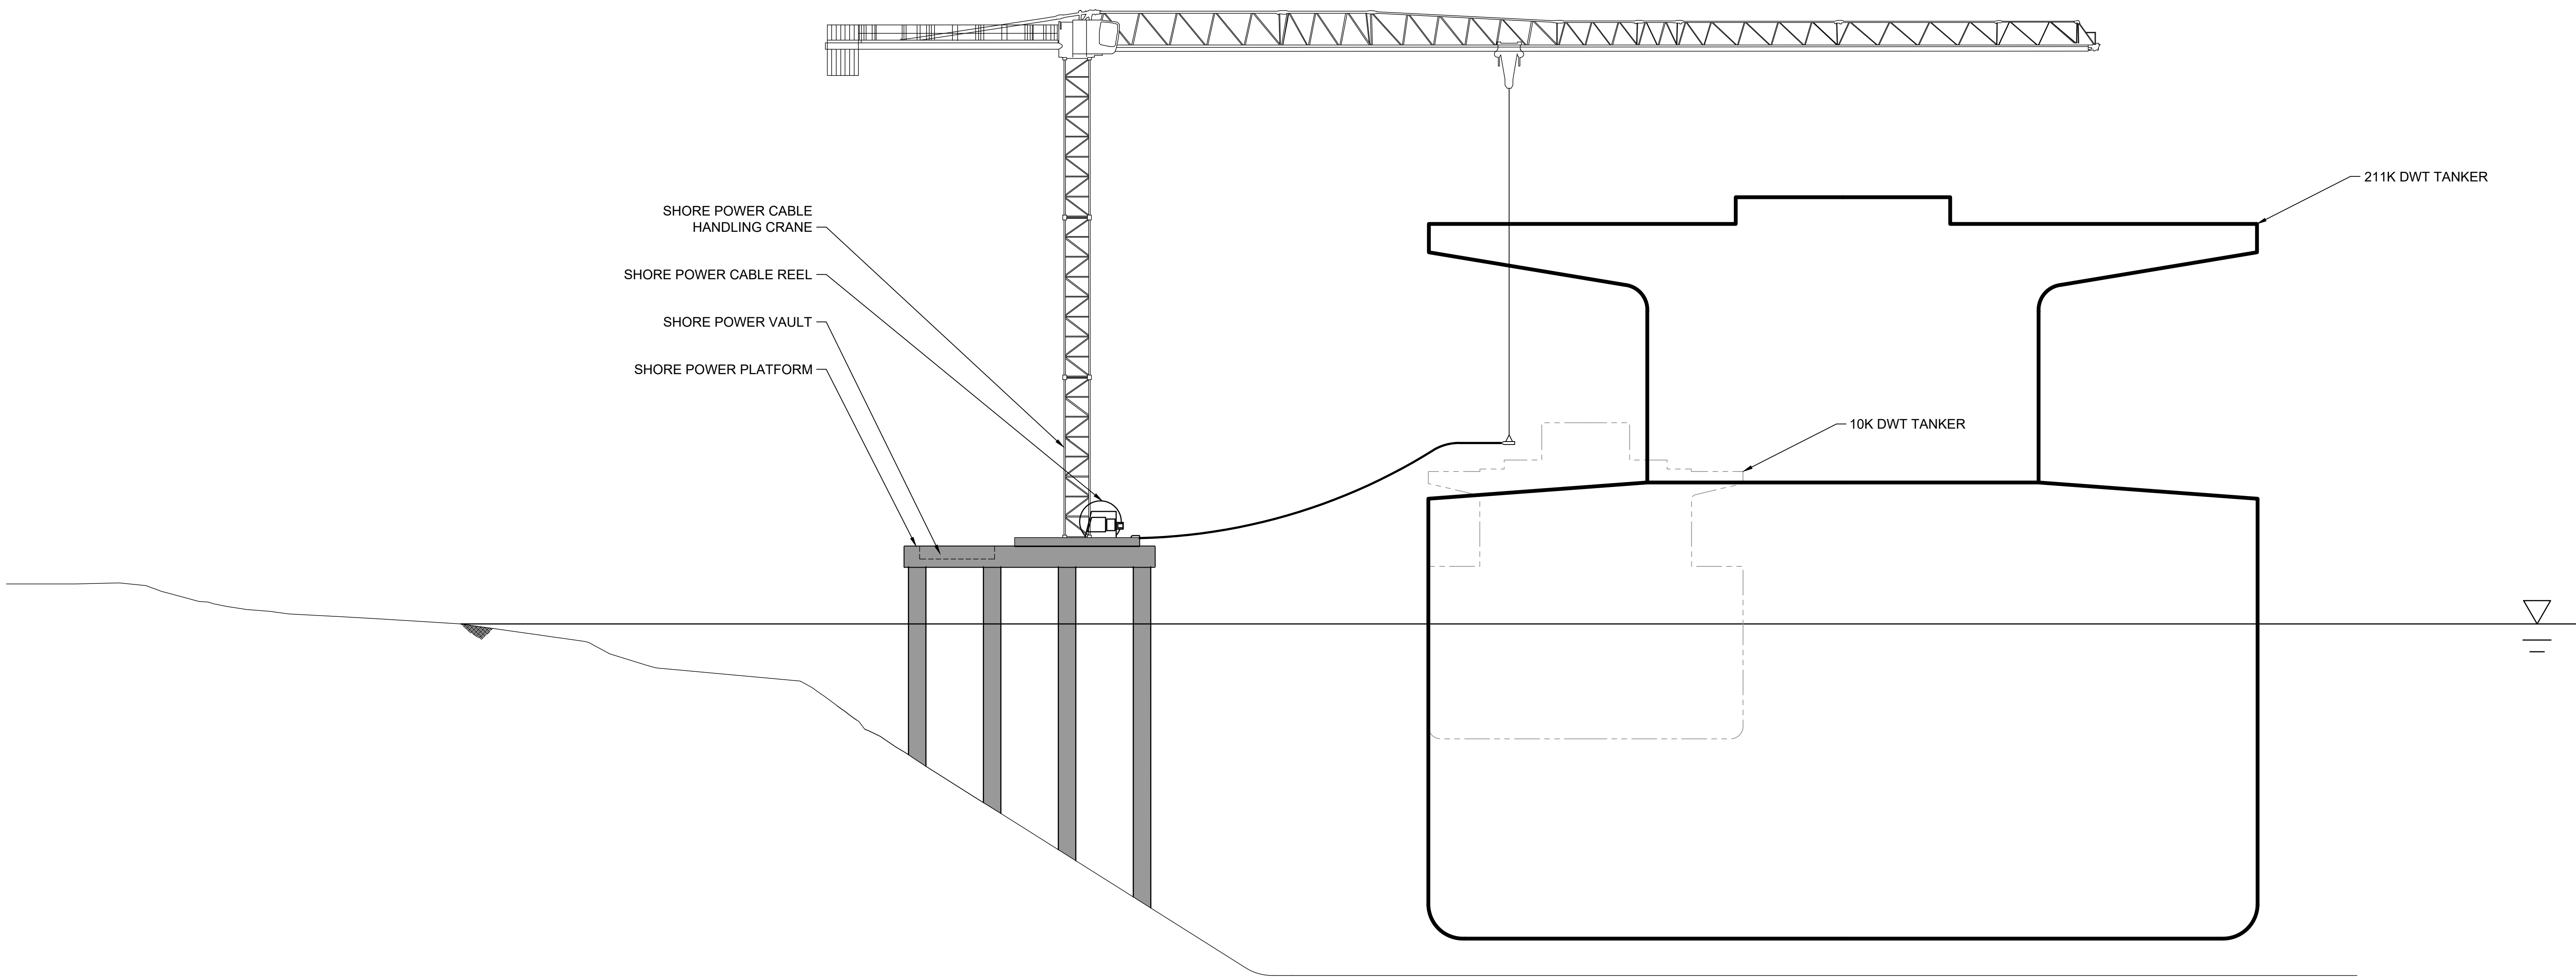 SHORE POWER CABLE
HANDLING CRANE
SHORE POWER CABLE REEL
SHORE POWER VAULT
SHORE POWER PLATFORM
211K DWT TANKER
10K DWT TANKER